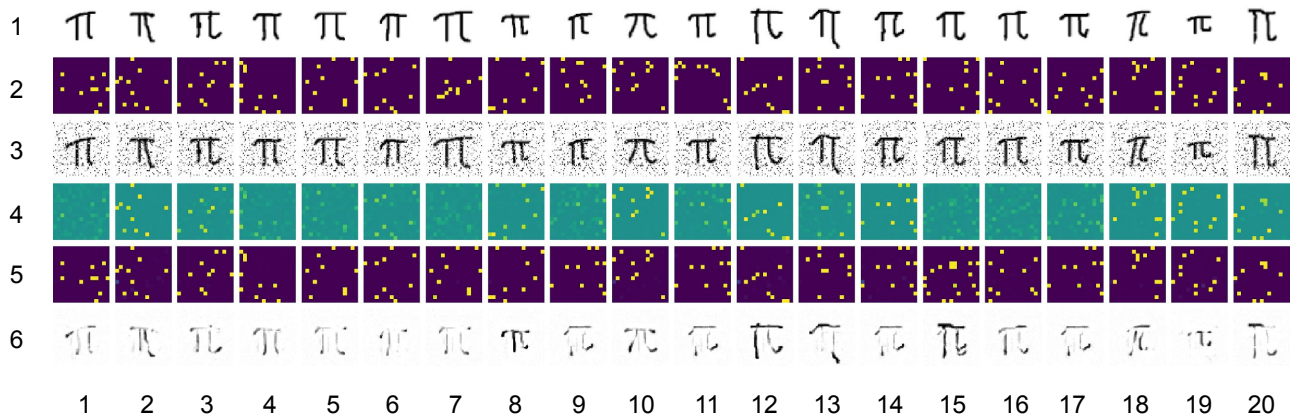 1 π π π π π π π π π π π π π π π π π π π π
2
3 π π π π π π π π π π π π π π π π π π π π
4
5
6 π π π π π π π π π π π π π π π π π π π π
1 2 3 4 5 6 7 8 9 10 11 12 13 14 15 16 17 18 19 20